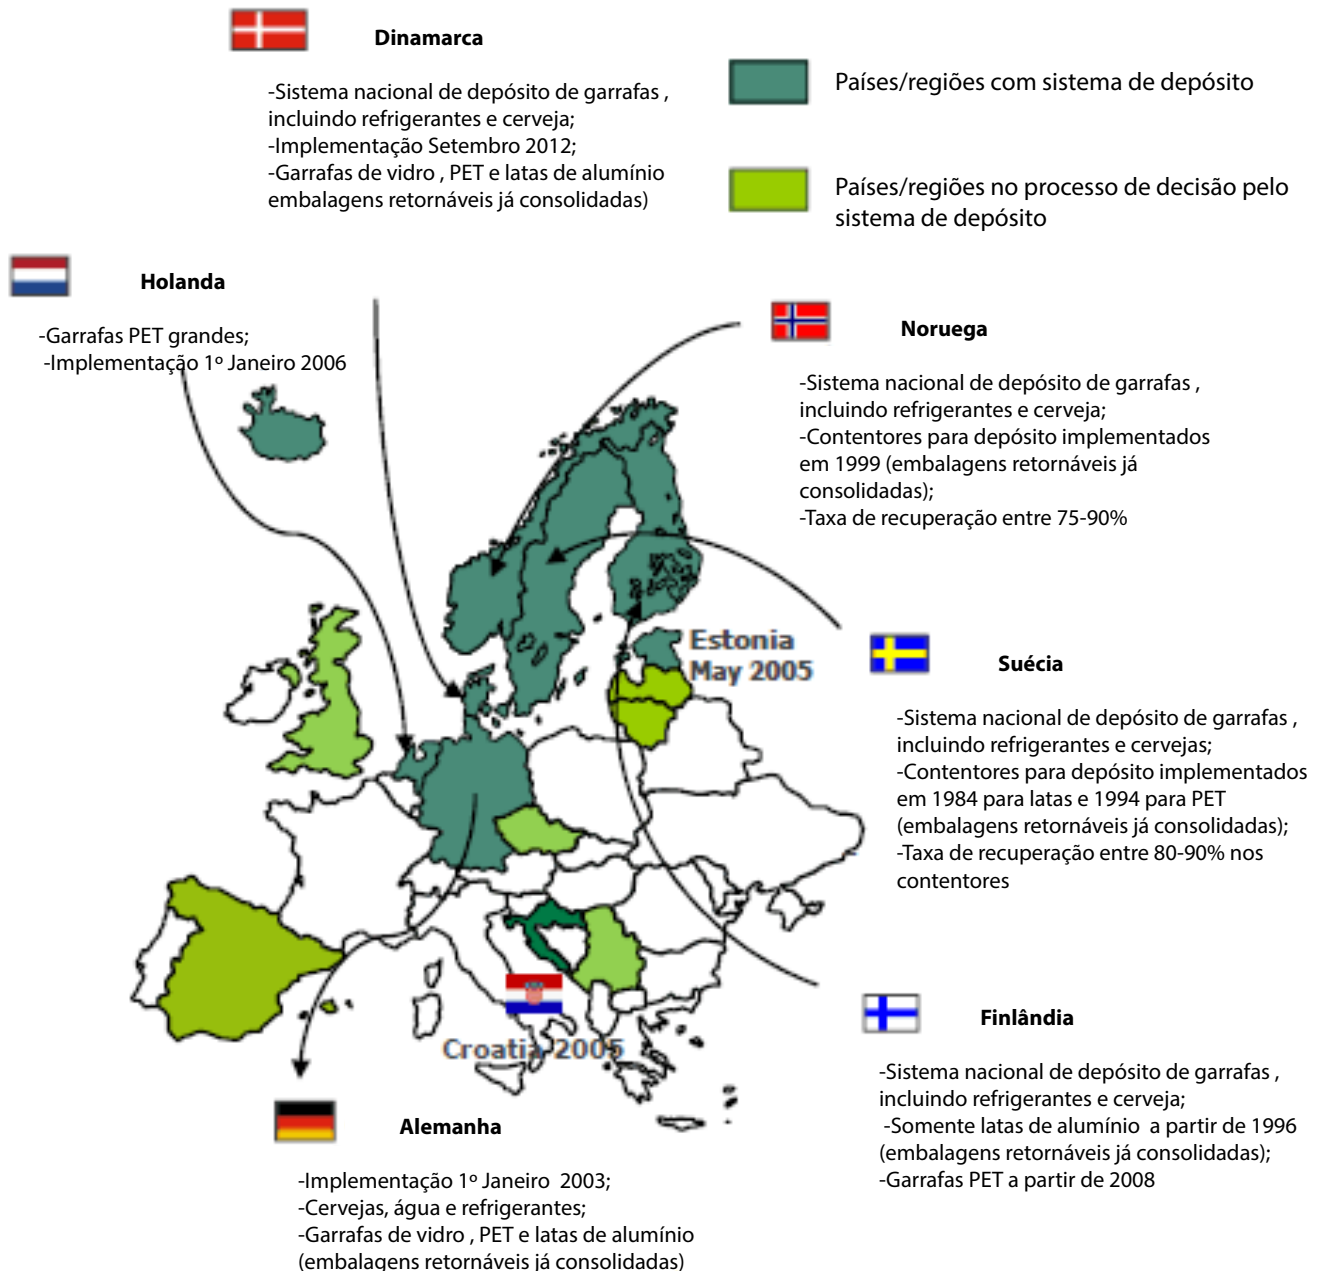 Dinamarca
-Sistema nacional de depósito de garrafas ,
incluindo refrigerantes e cerveja;
-Implementação Setembro 2012;
-Garrafas de vidro , PET e latas de alumínio
embalagens retornáveis já consolidadas)
Países/regiões com sistema de depósito
Países/regiões no processo de decisão pelo
sistema de depósito
Holanda
-Garrafas PET grandes;
-Implementação 1º Janeiro 2006
Noruega
-Sistema nacional de depósito de garrafas ,
incluindo refrigerantes e cerveja;
-Contentores para depósito implementados
em 1999 (embalagens retornáveis já
consolidadas);
-Taxa de recuperação entre 75-90%
Estonia
May 2005
Suécia
-Sistema nacional de depósito de garrafas ,
incluindo refrigerantes e cervejas;
-Contentores para depósito implementados
em 1984 para latas e 1994 para PET
(embalagens retornáveis já consolidadas);
-Taxa de recuperação entre 80-90% nos
contentores
Croatia 2005
Finlândia
-Sistema nacional de depósito de garrafas ,
incluindo refrigerantes e cerveja;
-Somente latas de alumínio a partir de 1996
(embalagens retornáveis já consolidadas);
-Garrafas PET a partir de 2008
Alemanha
-Implementação 1º Janeiro 2003;
-Cervejas, água e refrigerantes;
-Garrafas de vidro , PET e latas de alumínio
(embalagens retornáveis já consolidadas)